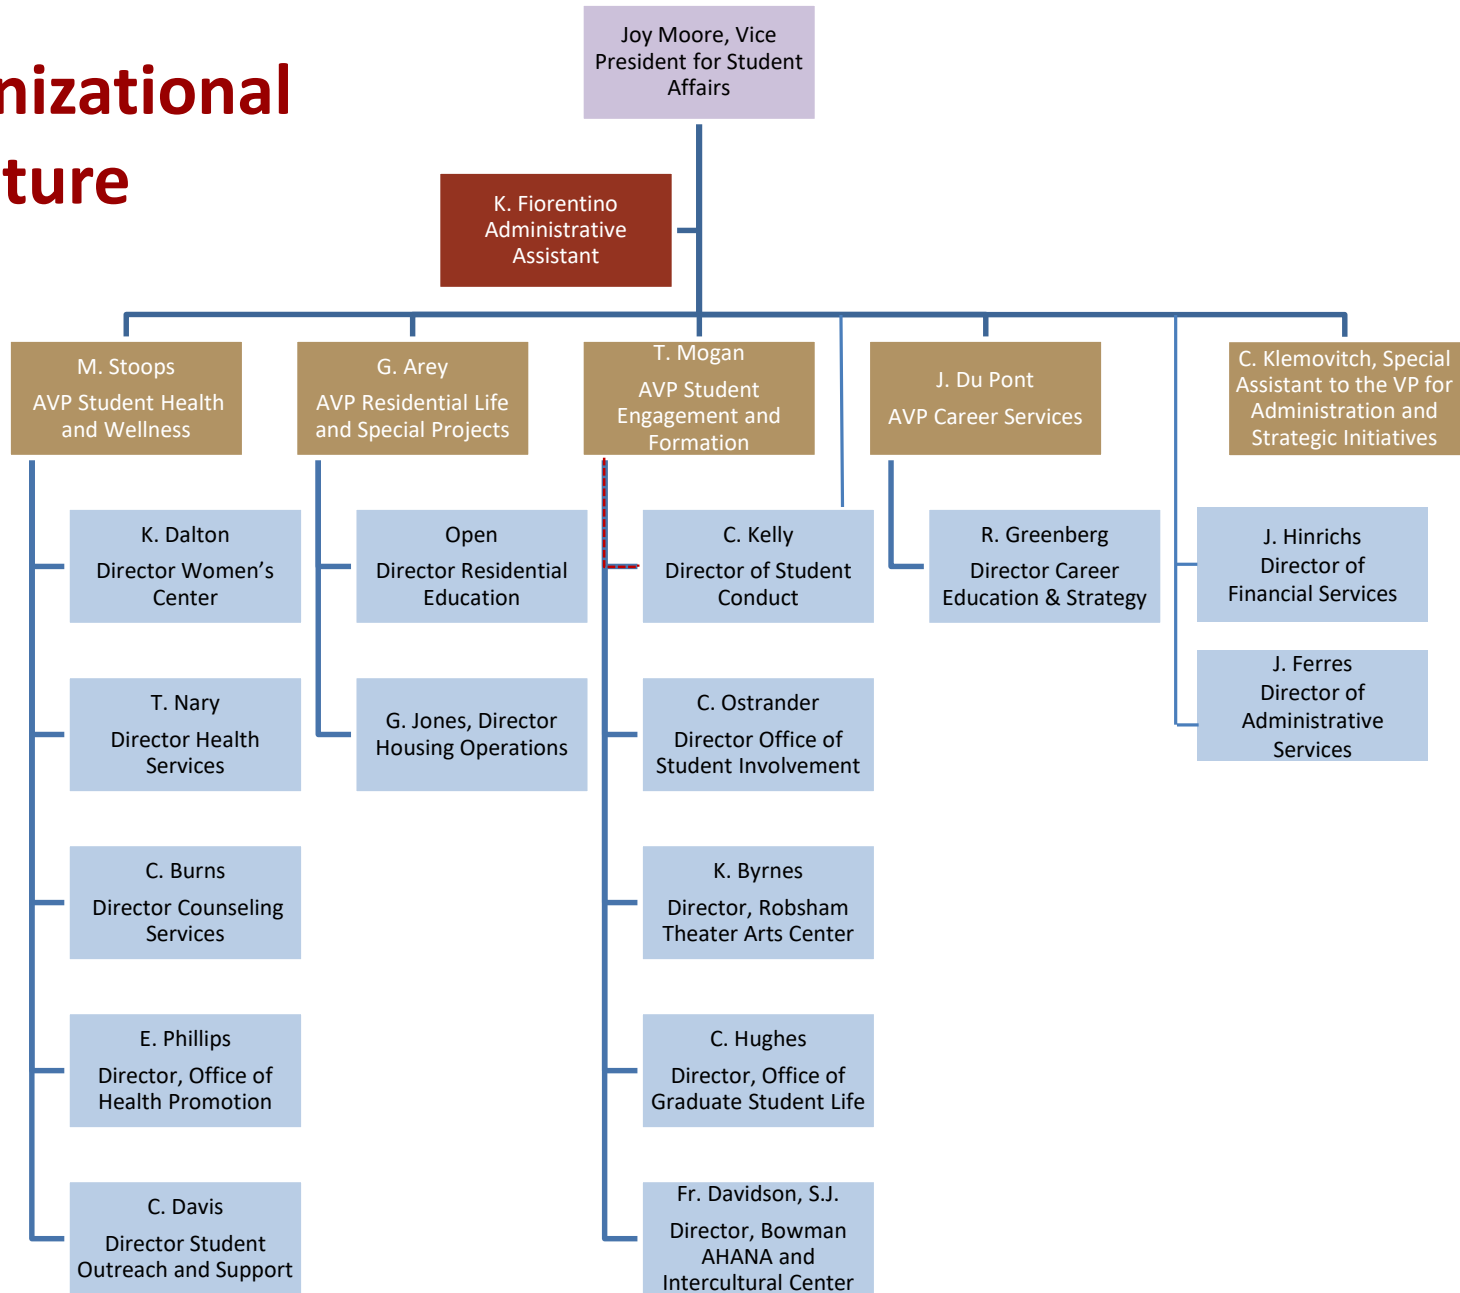 nizational
ture
Joy Moore, Vice
President for Student
Affairs
K. Fiorentino
Administrative
Assistant
M. Stoops
AVP Student Health
and Wellness
G. Arey
AVP Residential Life
and Special Projects
T. Mogan
AVP Student
Engagement and
Formation
J. Du Pont
AVP Career Services
C. Klemovitch, Special
Assistant to the VP for
Administration and
Strategic Initiatives
K. Dalton
Director Women’s
Center
Open
Director Residential
Education
C. Kelly
Director of Student
Conduct
R. Greenberg
Director Career
Education & Strategy
J. Hinrichs
Director of
Financial Services
T. Nary
Director Health
Services
G. Jones, Director
Housing Operations
C. Ostrander
Director Office of
Student Involvement
J. Ferres
Director of
Administrative
Services
C. Burns
Director Counseling
Services
K. Byrnes
Director, Robsham
Theater Arts Center
E. Phillips
Director, Office of
Health Promotion
C. Hughes
Director, Office of
Graduate Student Life
C. Davis
Director Student
Outreach and Support
Fr. Davidson, S.J.
Director, Bowman
AHANA and
Intercultural Center